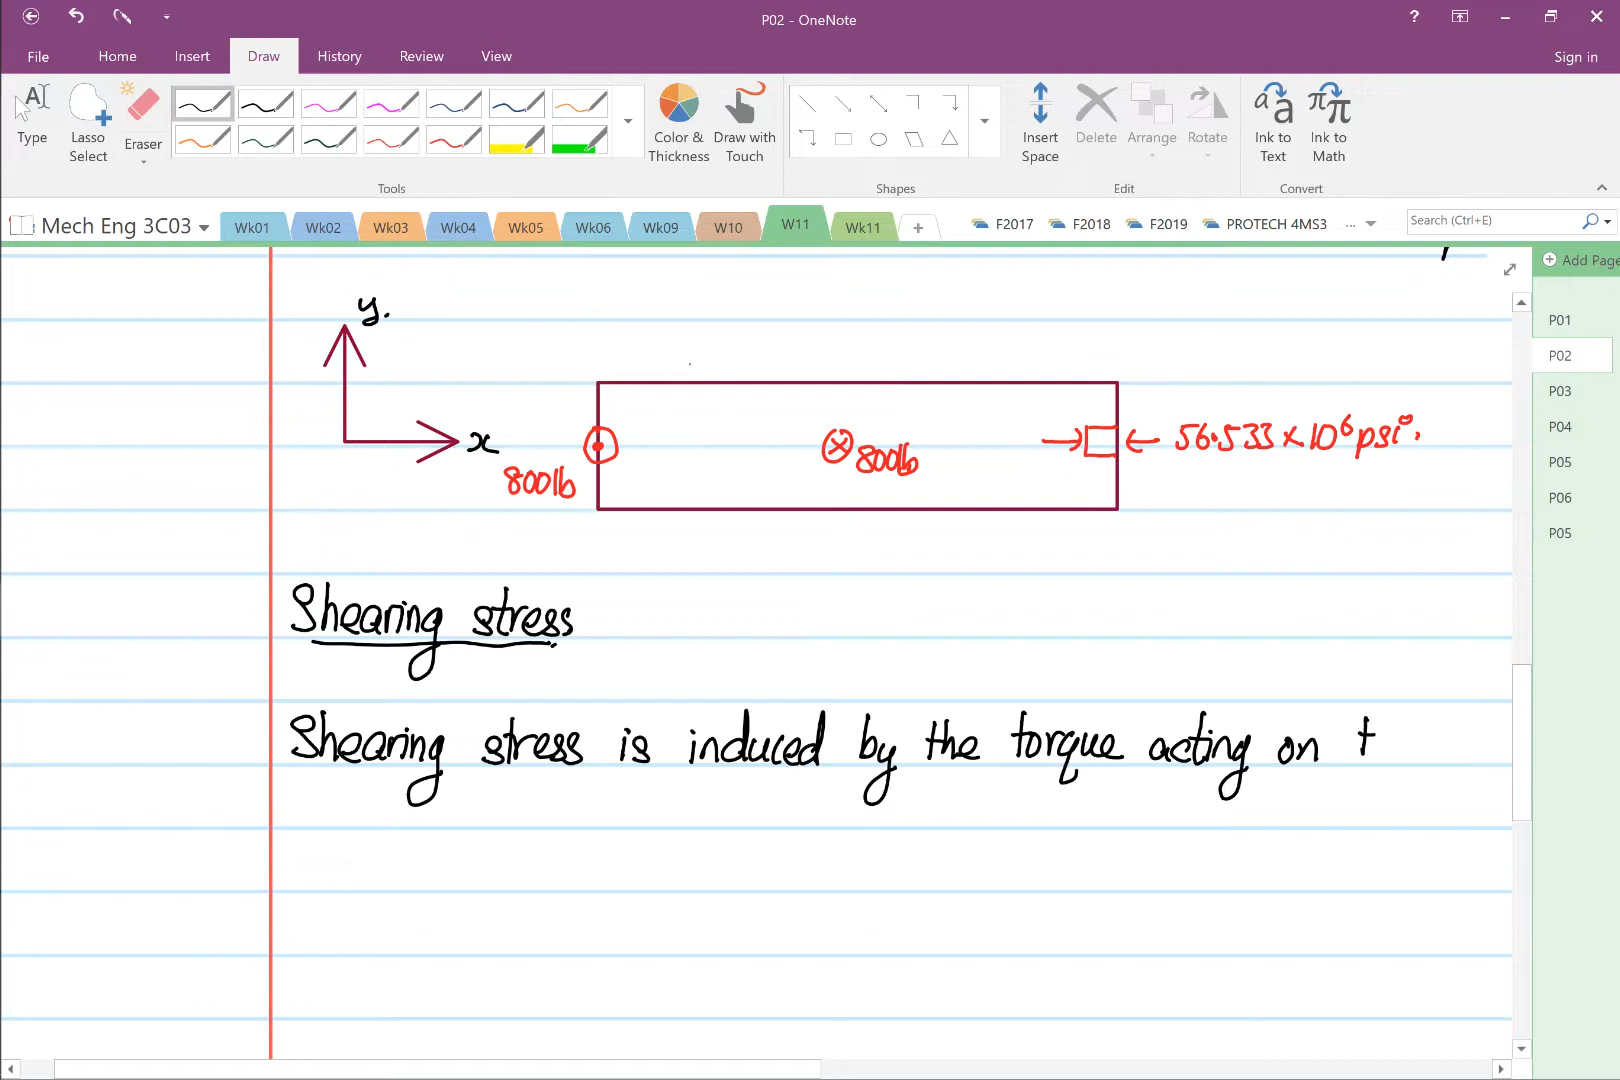 P02 - OneNote
?
File Home Insert Draw History Review View Sign in
Type Lasso Select Eraser Color & Thickness Draw with Touch Insert Space Delete Arrange Rotate Ink to Text Ink to Math
Tools Shapes Edit Convert
Mech Eng 3C03 Wk01 Wk02 Wk03 Wk04 Wk05 Wk06 Wk09 W10 W11 Wk11 + F2017 F2018 F2019 PROTECH 4MS3 ... Search (Ctrl+E)
Add Page
P01
P02
P03
P04
P05
P06
P05
y.
x
800lb
800lb
56.533 x 10⁶ psi.
Shearing stress
Shearing stress is induced by the torque acting on t